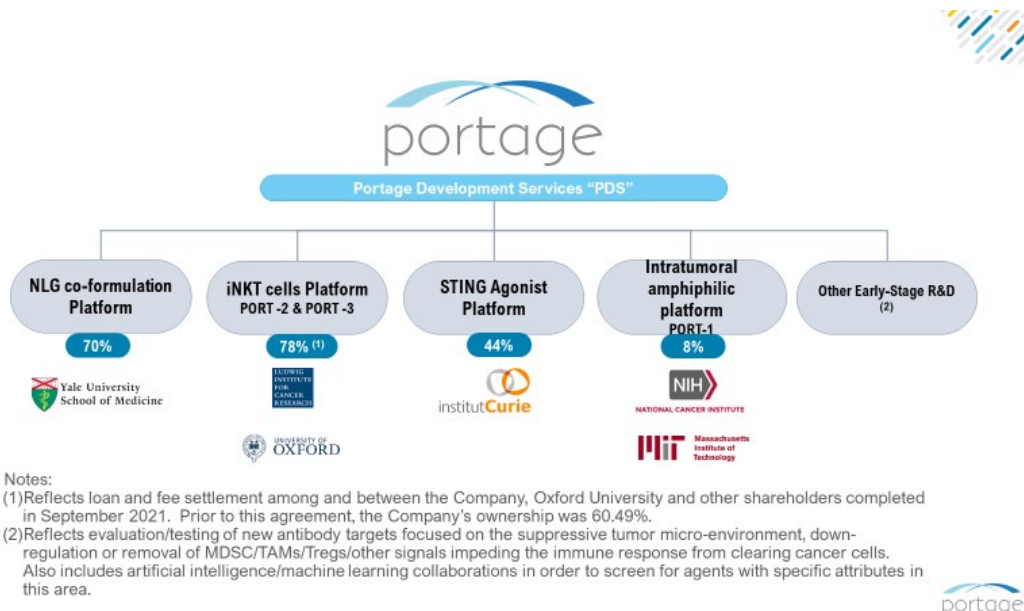 portage
Portage Development Services “PDS”
NLG co-formulation
Platform
70%
Yale University
School of Medicine
iNKT cells Platform
PORT -2 & PORT -3
78% (1)
LUDWIG
INSTITUTE
FOR
CANCER
RESEARCH
UNIVERSITY OF
OXFORD
STING Agonist
Platform
44%
institutCurie
Intratumoral
amphiphilic
platform
PORT-1
8%
NIH
NATIONAL CANCER INSTITUTE
MIT
Massachusetts
Institute of
Technology
Other Early-Stage R&D
(2)
Notes:
(1)Reflects loan and fee settlement among and between the Company, Oxford University and other shareholders completed
in September 2021. Prior to this agreement, the Company’s ownership was 60.49%.
(2)Reflects evaluation/testing of new antibody targets focused on the suppressive tumor micro-environment, down-
regulation or removal of MDSC/TAMs/Tregs/other signals impeding the immune response from clearing cancer cells.
Also includes artificial intelligence/machine learning collaborations in order to screen for agents with specific attributes in
this area.
portage